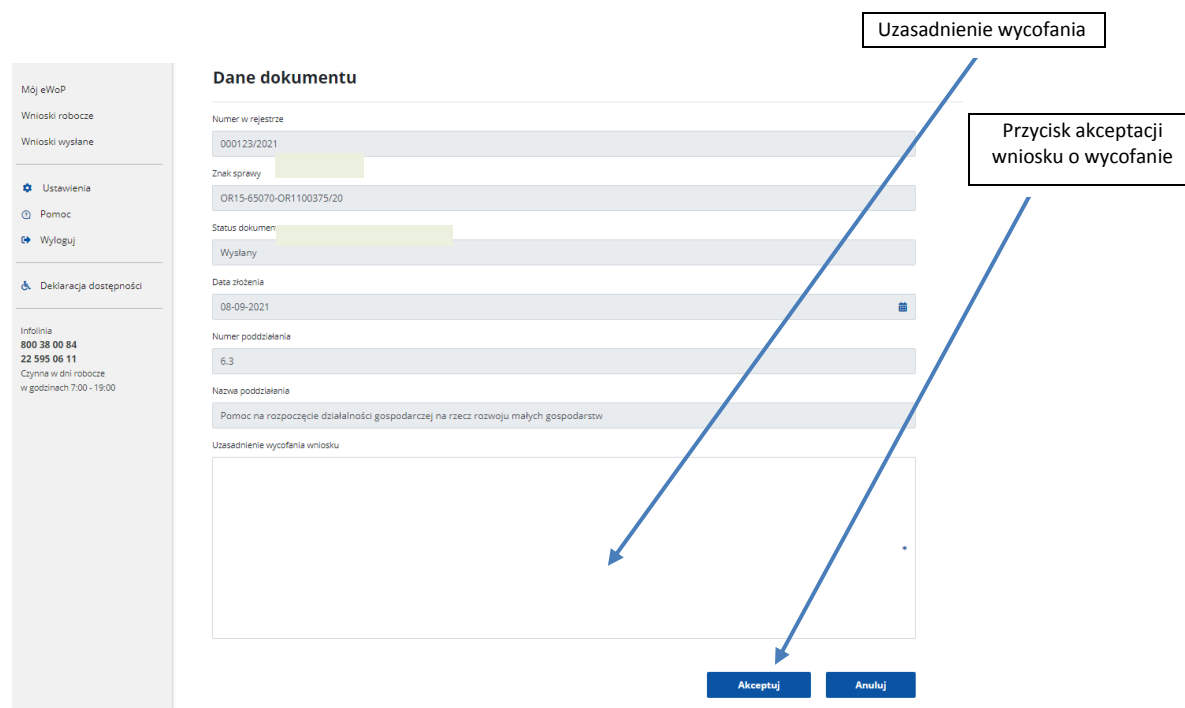 Uzasadnienie wycofania
Przycisk akceptacji
wniosku o wycofanie
Mój eWoP
Wnioski robocze
Wnioski wysłane
Ustawienia
Pomoc
Wyloguj
Deklaracja dostępności
Infolinia
800 38 00 84
22 595 06 11
Czynna w dni robocze
w godzinach 7:00 - 19:00
Dane dokumentu
Numer w rejestrze
000123/2021
Znak sprawy
OR15-65070-OR1100375/20
Status dokumen
Wysłany
Data złożenia
08-09-2021
Numer poddziałania
6.3
Nazwa poddziałania
Pomoc na rozpoczęcie działalności gospodarczej na rzecz rozwoju małych gospodarstw
Uzasadnienie wycofania wniosku
*
Akceptuj
Anuluj